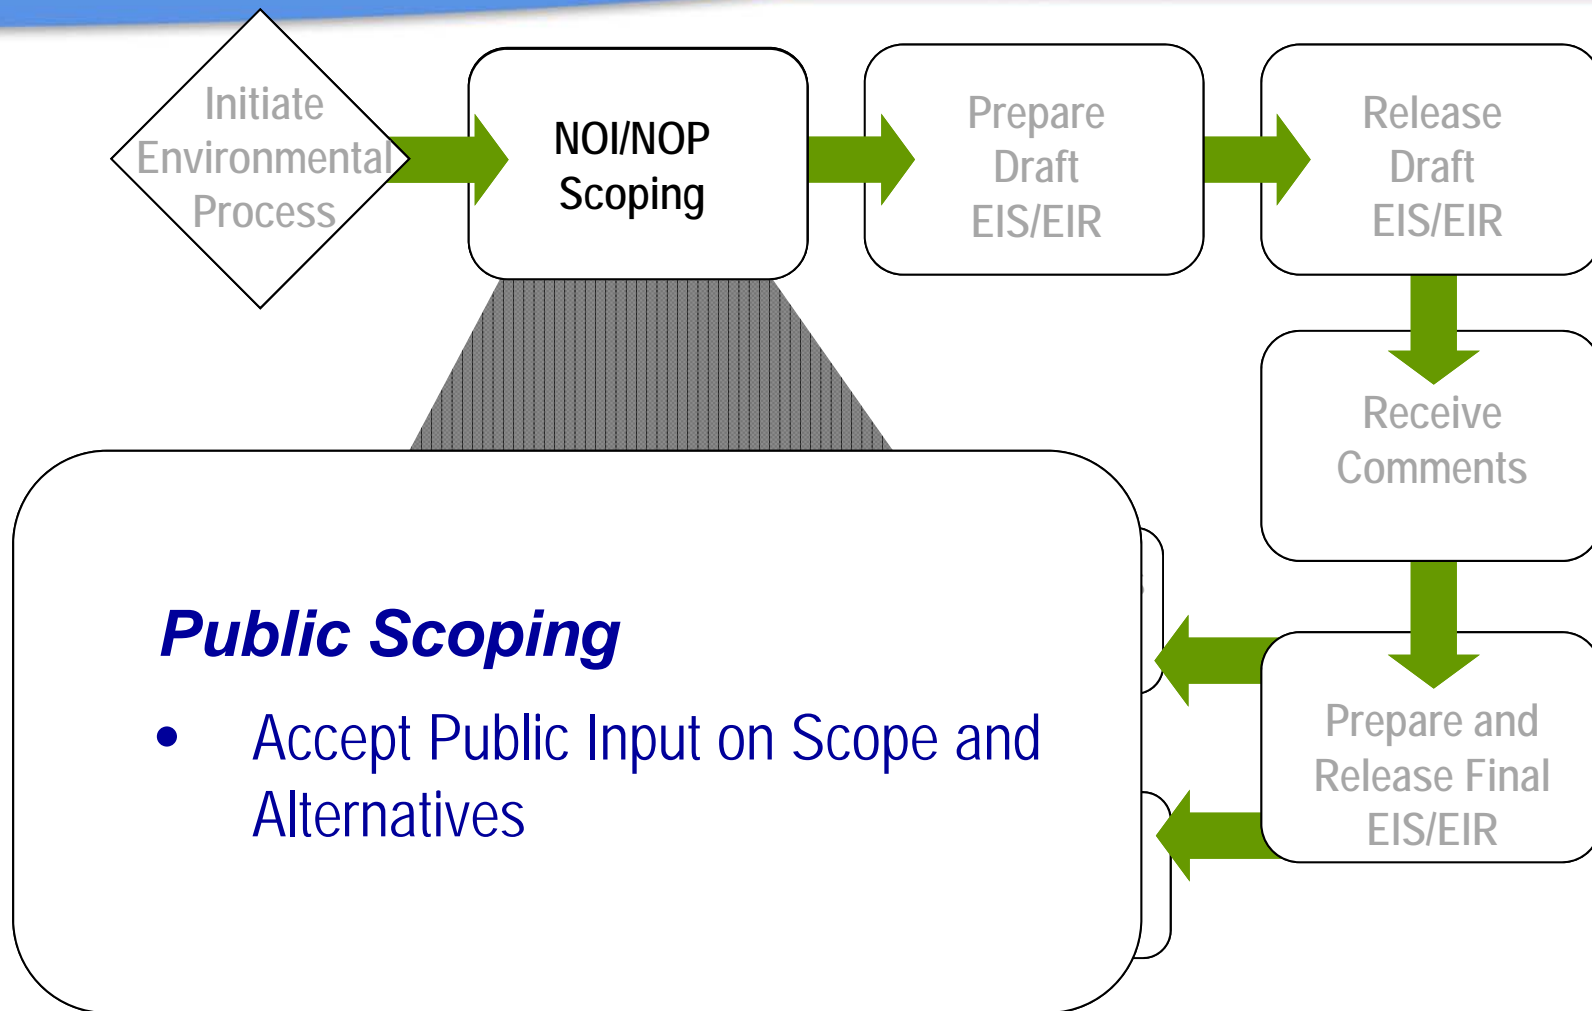 Initiate
Environmental
Process
NOI/NOP
Scoping
Prepare
Draft
EIS/EIR
Release
Draft
EIS/EIR
Receive
Comments
Prepare and
Release Final
EIS/EIR
Public Scoping
• Accept Public Input on Scope and
Alternatives